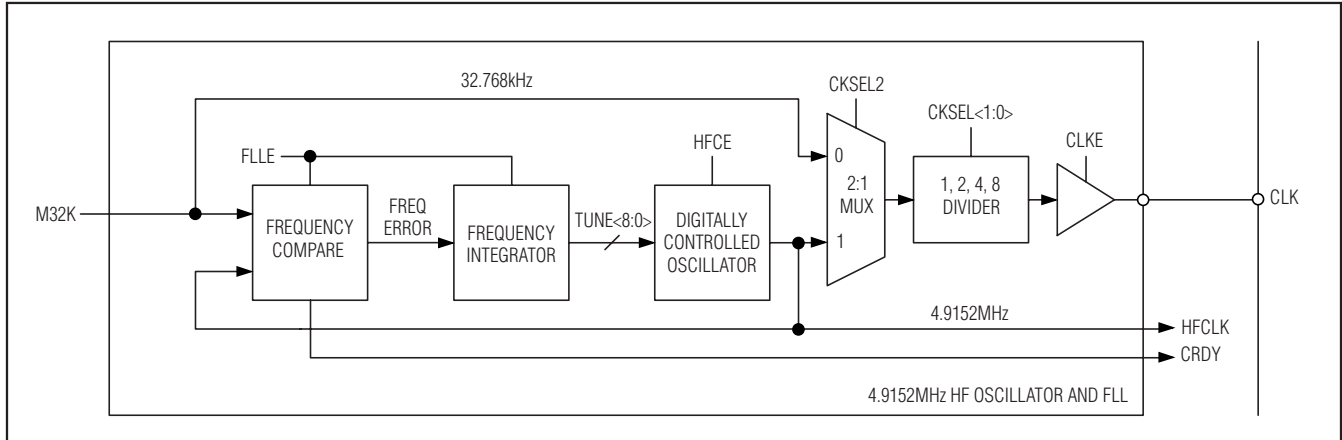 32.768kHz
CKSEL2
CKSEL<1:0>
CLKE
FLLE
HFCE
M32K
FREQUENCY
COMPARE
FREQ
ERROR
FREQUENCY
INTEGRATOR
TUNE<8:0>
DIGITALLY
CONTROLLED
OSCILLATOR
0
2:1
MUX
1
1, 2, 4, 8
DIVIDER
CLK
4.9152MHz
HFCLK
CRDY
4.9152MHz HF OSCILLATOR AND FLL